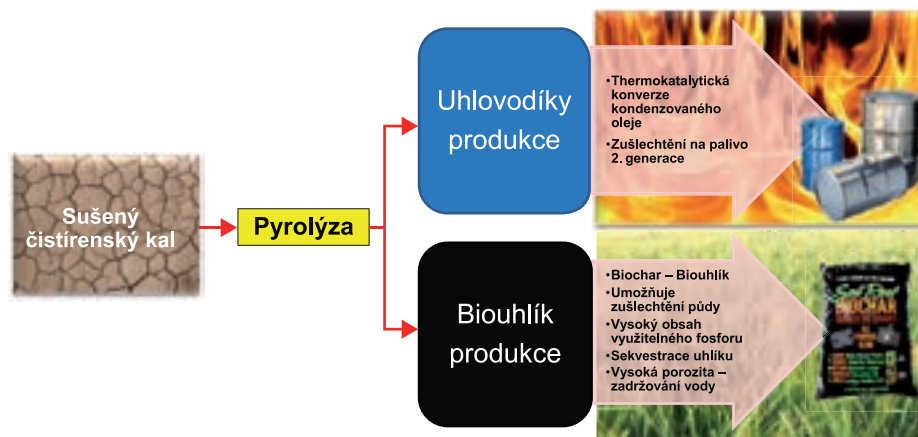 Sušený
čistírenský kal
Pyrolýza
Uhlovodíky
produkce
•Thermokatalytická
konverze
kondenzovaného
oleje
•Zušlechtění na palivo
2. generace
Biouhlík
produkce
•Biochar – Biouhlík
•Umožňuje
zušlechtění půdy
•Vysoký obsah
využitelného fosforu
•Sekvestrace uhlíku
•Vysoká porozita –
zadržování vody
BIOCHAR